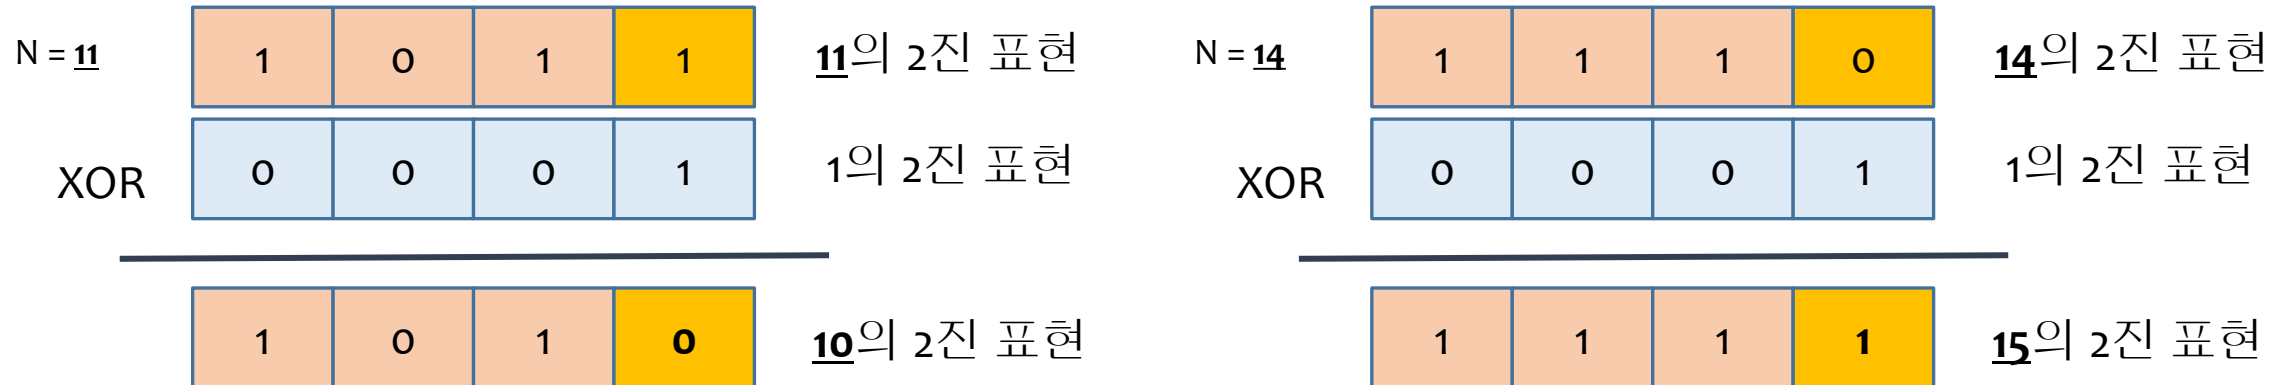 N = 11 1 0 1 1 11의 2진 표현
XOR 0 0 0 1 1의 2진 표현
1 0 1 0 10의 2진 표현
N = 14 1 1 1 0 14의 2진 표현
XOR 0 0 0 1 1의 2진 표현
1 1 1 1 15의 2진 표현